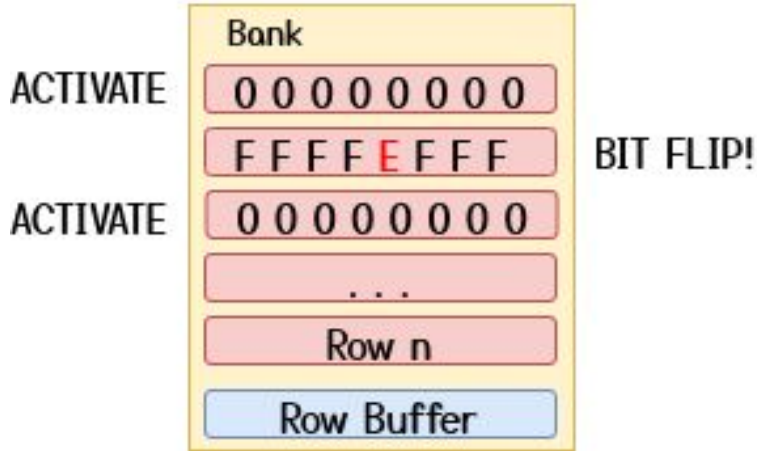 Bank
ACTIVATE 0 0 0 0 0 0 0 0
F F F F E F F F BIT FLIP!
ACTIVATE 0 0 0 0 0 0 0 0
. . .
Row n
Row Buffer